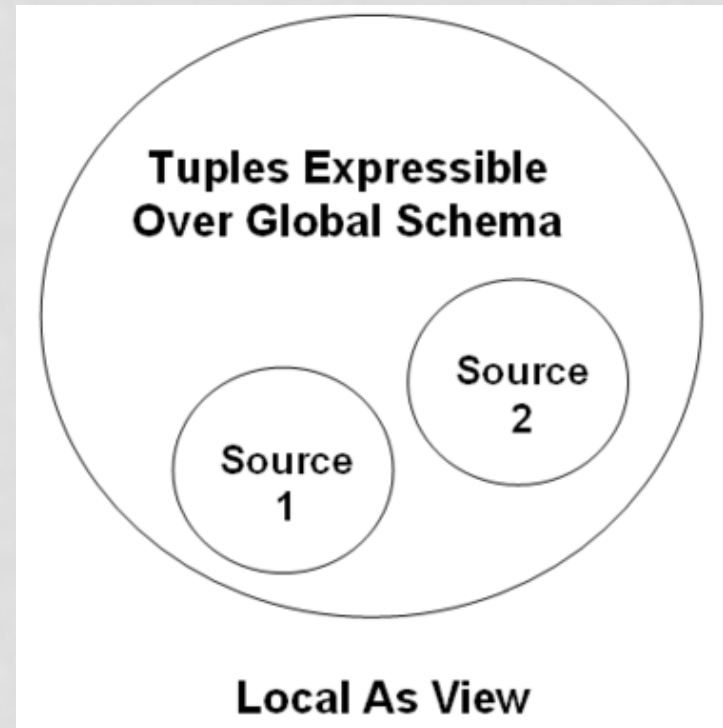 Tuples Expressible
Over Global Schema
Source
2
Source
1
Local As View